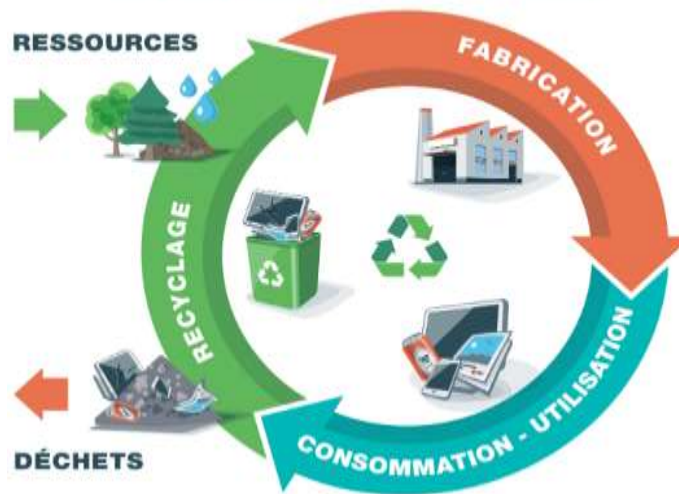 RESSOURCES
FABRICATION
RECYCLAGE
CONSOMMATION - UTILISATION
DÉCHETS